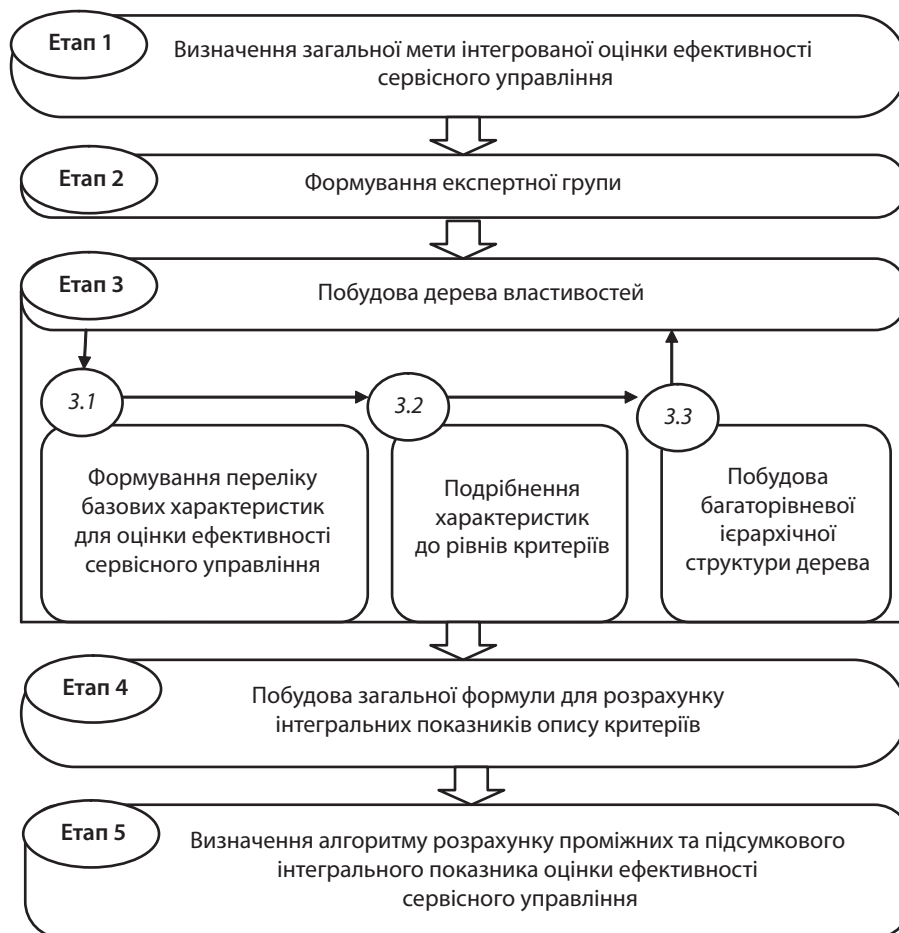 Етап 1
Визначення загальної мети інтегрованої оцінки ефективності
сервісного управління
Етап 2
Формування експертної групи
Етап 3
Побудова дерева властивостей
3.1
Формування переліку
базових характеристик
для оцінки ефективності
сервісного управління
3.2
Подрібнення
характеристик
до рівнів критеріїв
3.3
Побудова
багаторівневої
ієрархічної
структури дерева
Етап 4
Побудова загальної формули для розрахунку
інтегральних показників опису критеріїв
Етап 5
Визначення алгоритму розрахунку проміжних та підсумкового
інтегрального показника оцінки ефективності
сервісного управління